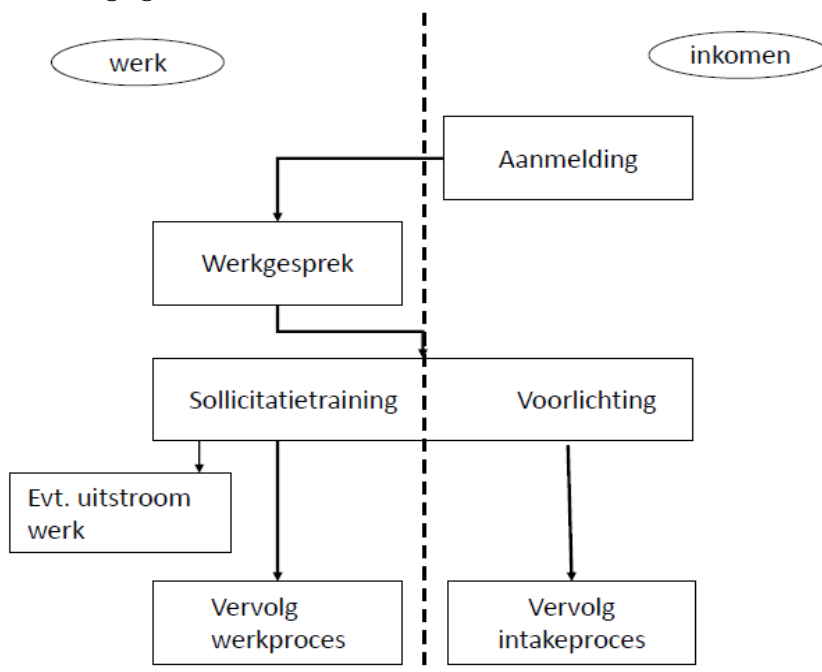 werk
inkomen
Aanmelding
Werkgesprek
Sollicitatietraining
Voorlichting
Evt. uitstroom
werk
Vervolg
werkproces
Vervolg
intakeproces